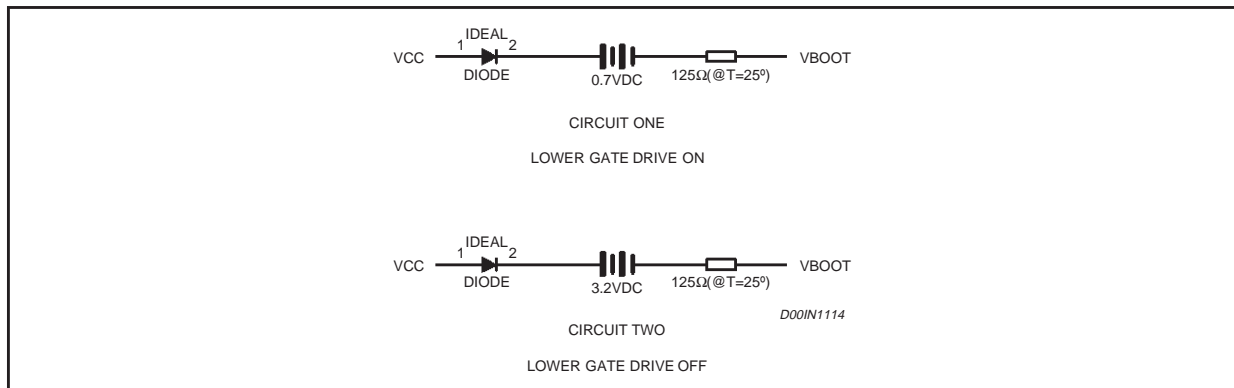 IDEAL
VCC 1 2 VBOOT
DIODE 0.7VDC 125Ω(@T=25º)
CIRCUIT ONE
LOWER GATE DRIVE ON
IDEAL
VCC 1 2 VBOOT
DIODE 3.2VDC 125Ω(@T=25º)
D00IN1114
CIRCUIT TWO
LOWER GATE DRIVE OFF